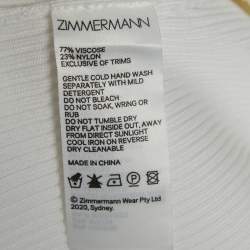 ZIMMERMANN
77% VISCOSE
23% NYLON
EXCLUSIVE OF TRIMS
GENTLE COLD HAND WASH
SEPARATELY WITH MILD
DETERGENT
DO NOT BLEACH
DO NOT SOAK, WRING OR
RUB
DO NOT TUMBLE DRY
DRY FLAT INSIDE OUT AWAY
FROM DIRECT SUNLIGHT
COOL IRON ON REVERSE
DRY CLEANABLE
MADE IN CHINA
© Zimmermann Wear Pty Ltd
2020, Sydney.